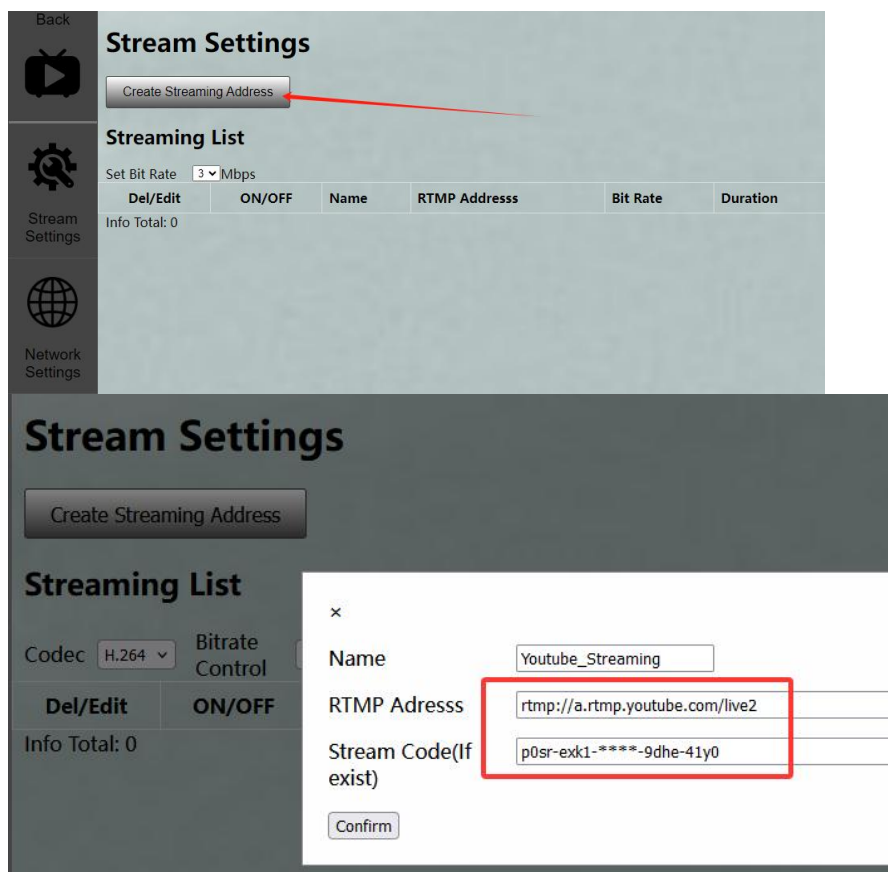 Back
Stream Settings
Create Streaming Address
Streaming List
Set Bit Rate 3 Mbps
Del/Edit ON/OFF Name RTMP Addresss Bit Rate Duration
Info Total: 0
Stream
Settings
Network
Settings
Stream Settings
Create Streaming Address
Streaming List
Codec H.264 Bitrate
Control
Del/Edit ON/OFF
Info Total: 0
×
Name Youtube_Streaming
RTMP Adresss rtmp://a.rtmp.youtube.com/live2
Stream Code(If
exist) p0sr-exk1-****-9dhe-41y0
Confirm